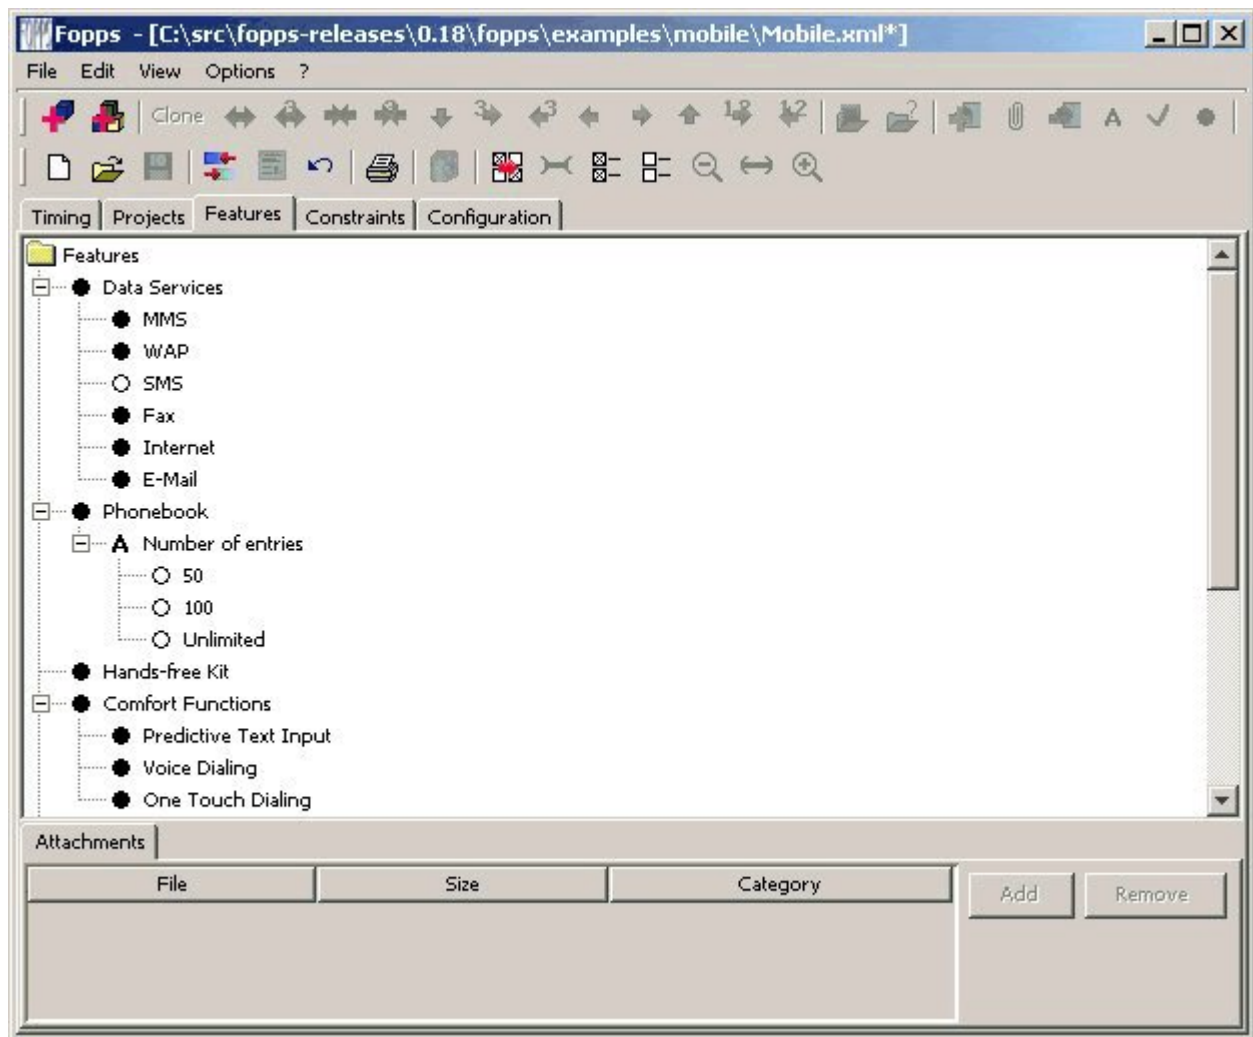 Fopps - [C:\src\fopps-releases\0.18\fopps\examples\mobile\Mobile.xml*]
File Edit View Options ?
Clone
Timing Projects Features Constraints Configuration
Features
Data Services
MMS
WAP
SMS
Fax
Internet
E-Mail
Phonebook
A Number of entries
50
100
Unlimited
Hands-free Kit
Comfort Functions
Predictive Text Input
Voice Dialing
One Touch Dialing
Attachments
File Size Category Add Remove